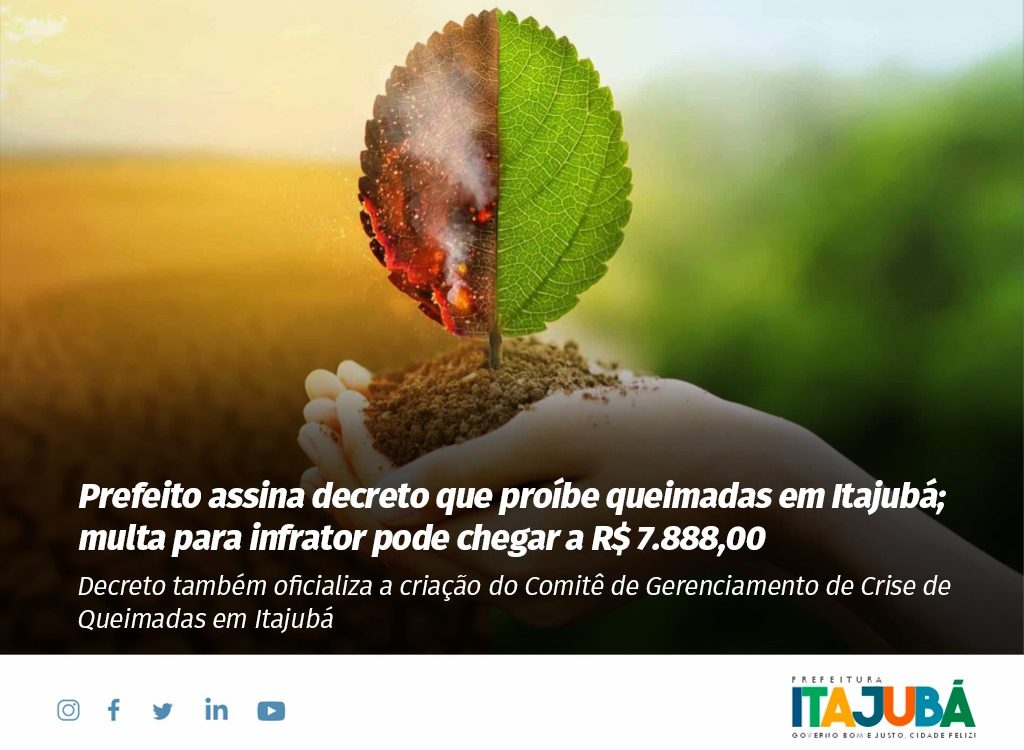 Prefeito assina decreto que proíbe queimadas em Itajubá;
multa para infrator pode chegar a R$ 7.888,00
Decreto também oficializa a criação do Comitê de Gerenciamento de Crise de
Queimadas em Itajubá
PREFEITURA
ITAJUBÁ
GOVERNO BOM E JUSTO, CIDADE FELIZ!